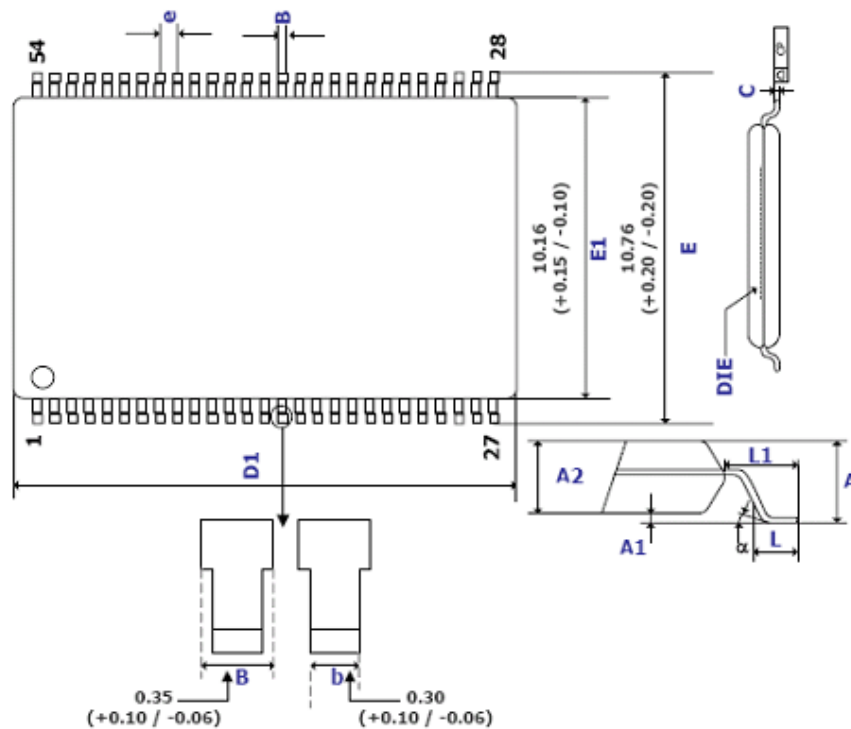 e
B
54
28
C
10.16
(+0.15 / -0.10)
E1
10.76
(+0.20 / -0.20)
E
DIE
1
27
D1
A2
L1
A
A1
α
L
B
b
0.35
(+0.10 / -0.06)
0.30
(+0.10 / -0.06)